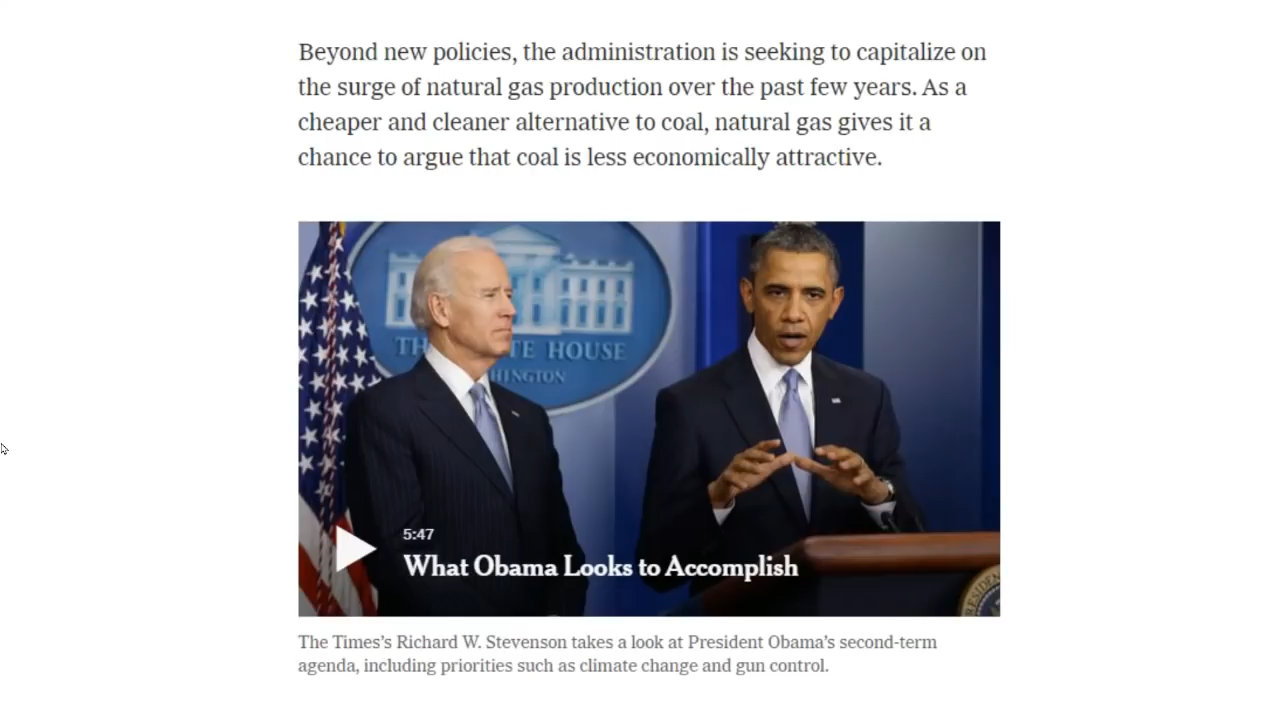 Beyond new policies, the administration is seeking to capitalize on
the surge of natural gas production over the past few years. As a
cheaper and cleaner alternative to coal, natural gas gives it a
chance to argue that coal is less economically attractive.
THE WHITE HOUSE
5:47
What Obama Looks to Accomplish
The Times’s Richard W. Stevenson takes a look at President Obama’s second-term
agenda, including priorities such as climate change and gun control.